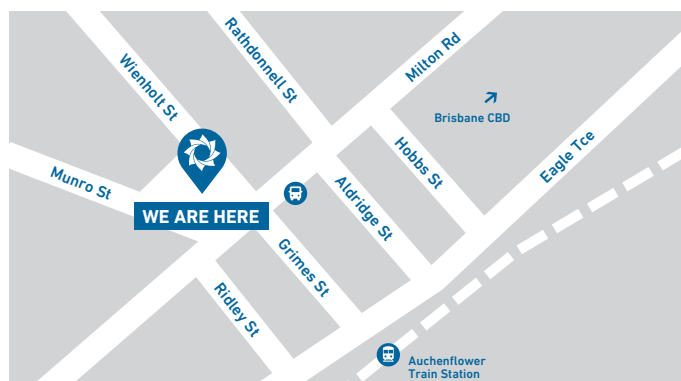 Rathdonnell St
Milton Rd
Wienholt St
Brisbane CBD
Hobbs St
Eagle Tce
Munro St
Aldridge St
WE ARE HERE
Grimes St
Ridley St
Auchenflower
Train Station